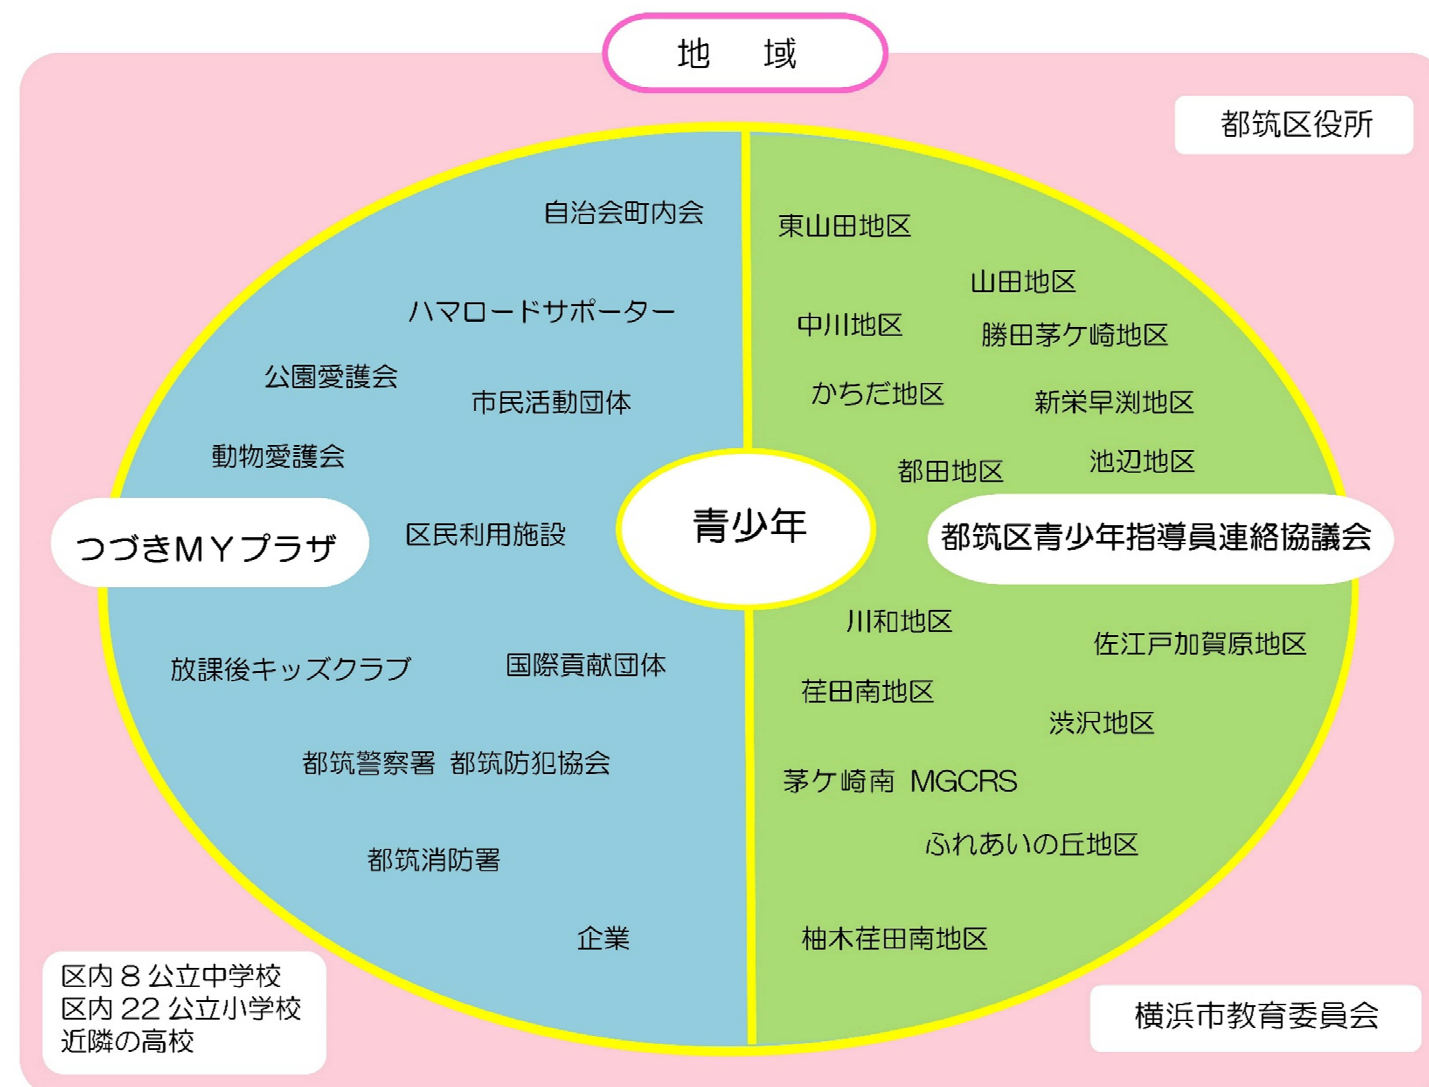 地 域
都筑区役所
自治会町内会
ハマロードサポーター
公園愛護会
市民活動団体
動物愛護会
つづきMYプラザ
区民利用施設
放課後キッズクラブ
国際貢献団体
都筑警察署 都筑防犯協会
都筑消防署
企業
青少年
東山田地区
山田地区
中川地区
勝田茅ケ崎地区
かちだ地区
新栄早渕地区
都田地区
池辺地区
都筑区青少年指導員連絡協議会
川和地区
佐江戸加賀原地区
荏田南地区
渋沢地区
茅ケ崎南 MGCRS
ふれあいの丘地区
柚木荏田南地区
区内8公立中学校
区内22公立小学校
近隣の高校
横浜市教育委員会